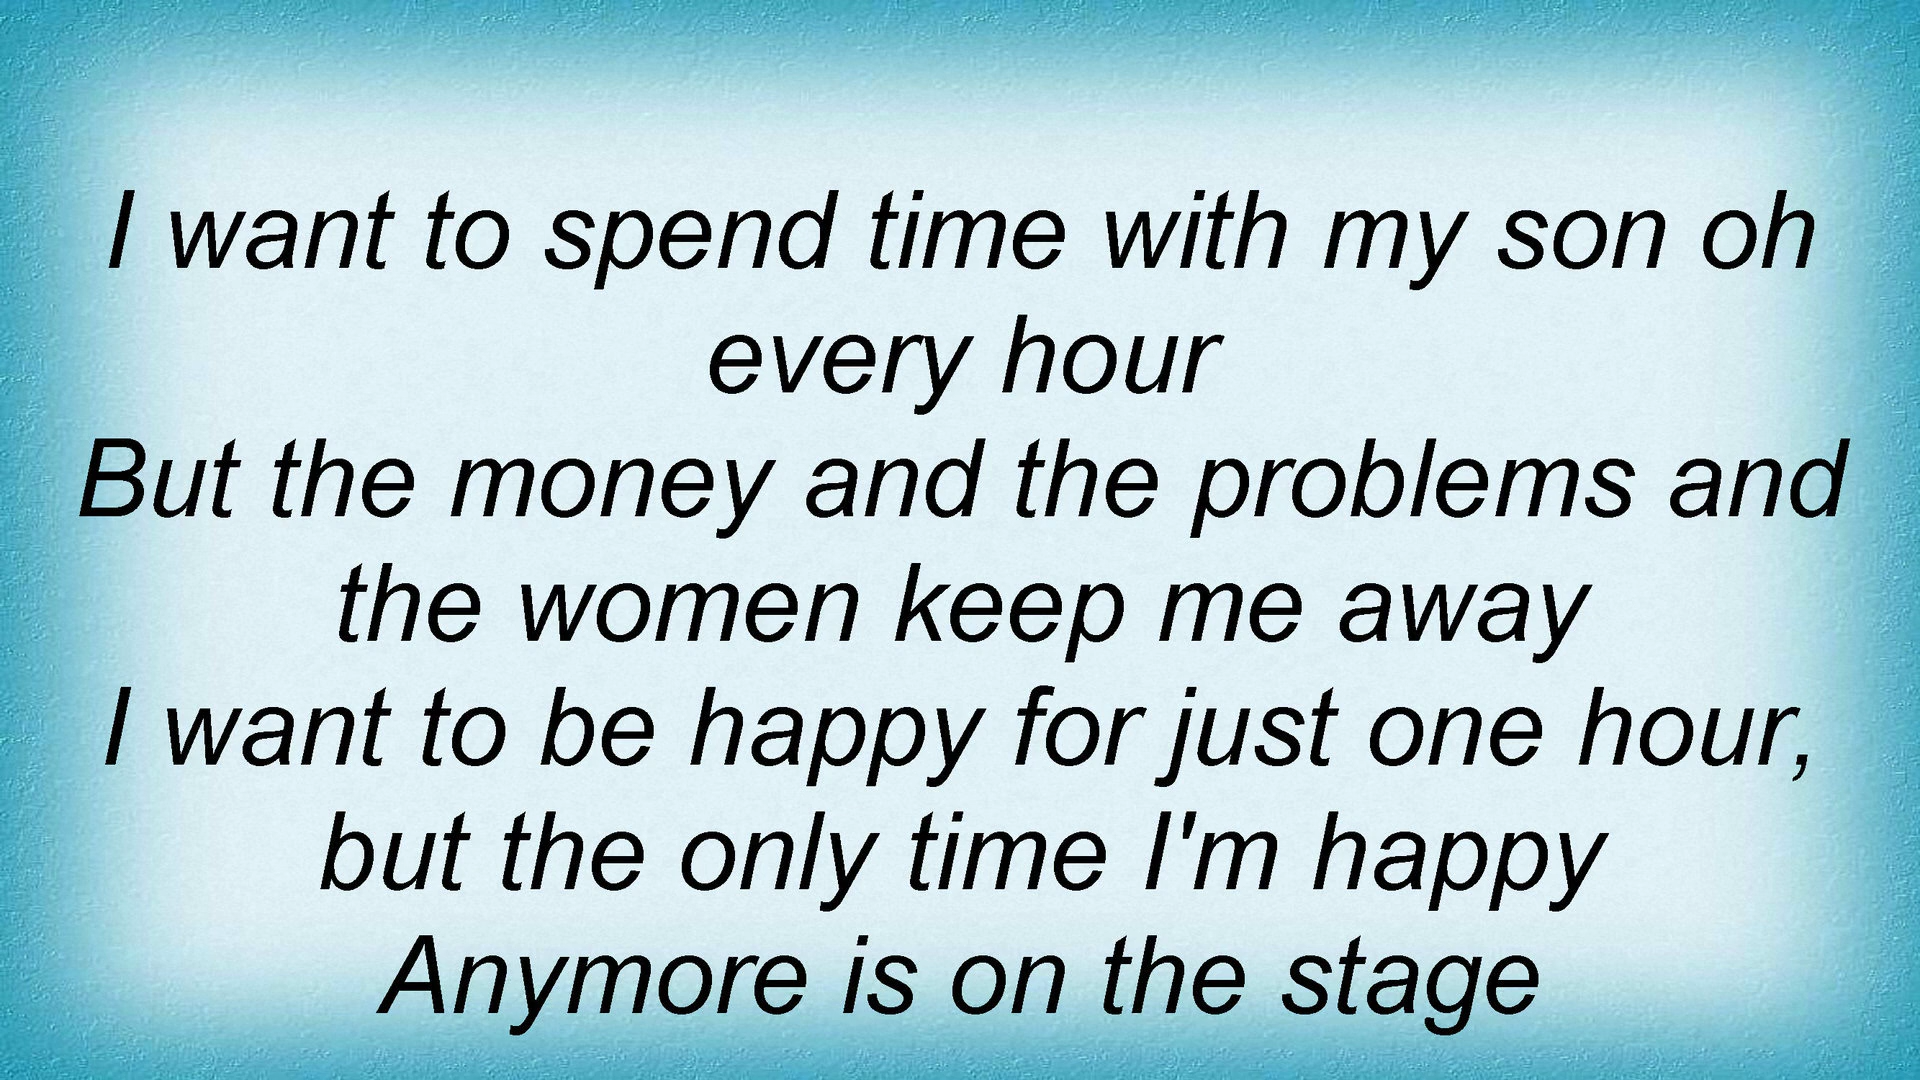 I want to spend time with my son oh
every hour
But the money and the problems and
the women keep me away
I want to be happy for just one hour,
but the only time I'm happy
Anymore is on the stage